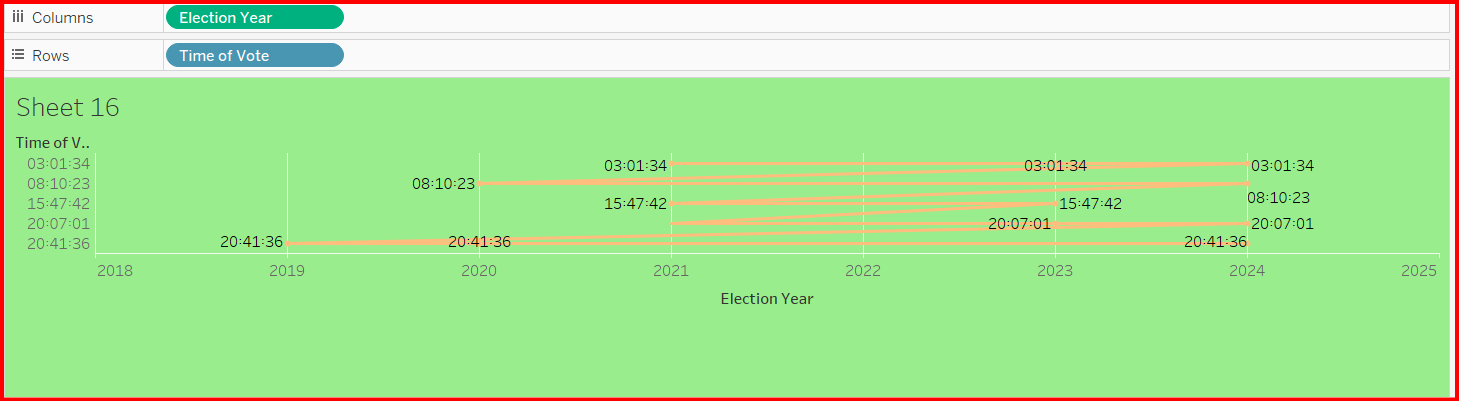 Columns Election Year
Rows Time of Vote
Sheet 16
Time of V..
03:01:34 03:01:34 03:01:34 03:01:34
08:10:23 08:10:23
08:10:23
15:47:42 15:47:42 15:47:42
20:07:01 20:07:01 20:07:01
20:41:36 20:41:36 20:41:36 20:41:36
2018 2019 2020 2021 2022 2023 2024 2025
Election Year